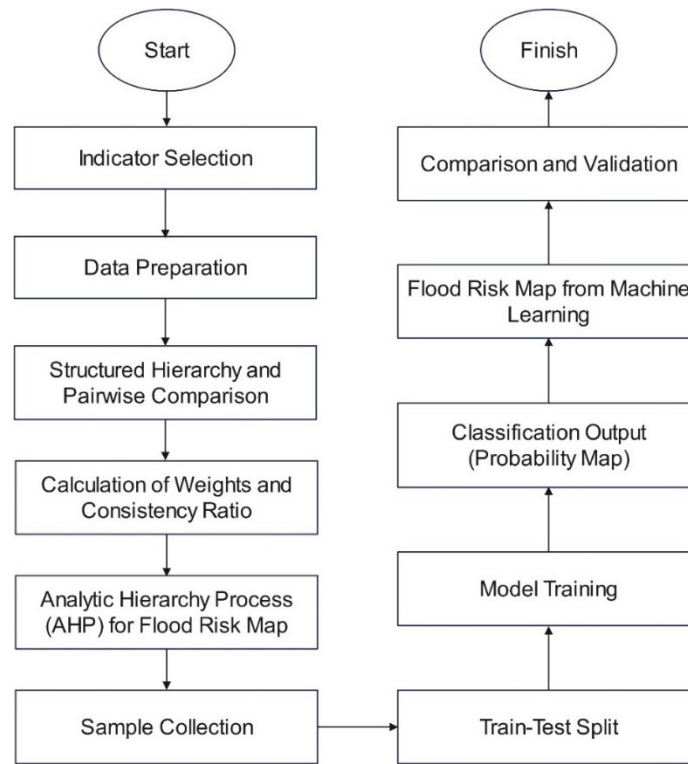 Start
Indicator Selection
Data Preparation
Structured Hierarchy and
Pairwise Comparison
Calculation of Weights and
Consistency Ratio
Analytic Hierarchy Process
(AHP) for Flood Risk Map
Sample Collection
Train-Test Split
Model Training
Classification Output
(Probability Map)
Flood Risk Map from Machine
Learning
Comparison and Validation
Finish